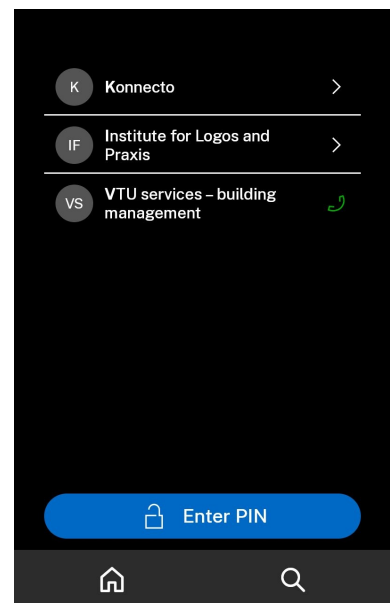 K
Konnecto
IF
Institute for Logos and
Praxis
VS
VTU services – building
management
Enter PIN